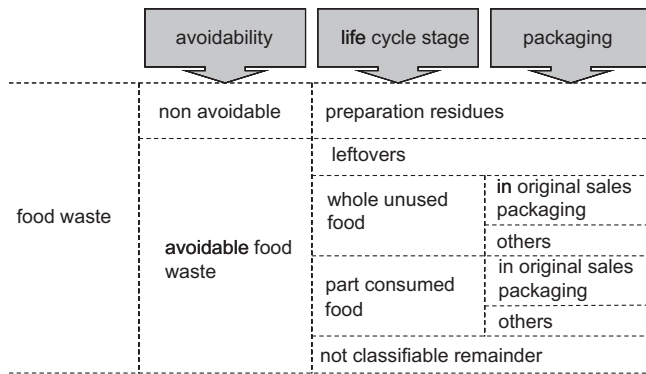 avoidability
life cycle stage
packaging
non avoidable
preparation residues
leftovers
food waste
avoidable food
waste
whole unused
food
in original sales
packaging
others
part consumed
food
in original sales
packaging
others
not classifiable remainder